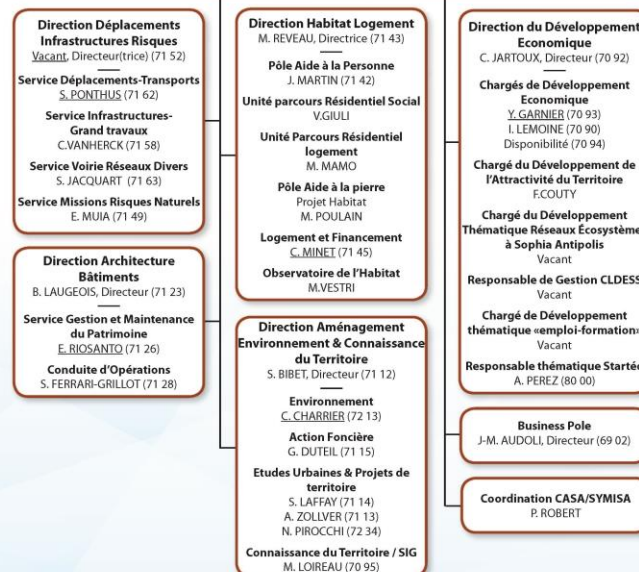 Direction Déplacements
Infrastructures Risques
Vacant, Directeur(trice) (71 52)
Service Déplacements-Transports
S. PONTHUS (71 62)
Service Infrastructures-
Grand travaux
C.VANHERCK (71 58)
Service Voirie Réseaux Divers
S. JACQUART (71 63)
Service Missions Risques Naturels
E. MUIA (71 49)
Direction Architecture
Bâtiments
B. LAUGEOIS, Directeur (71 23)
Service Gestion et Maintenance
du Patrimoine
E. RIOSANTO (71 26)
Conduite d'Opérations
S. FERRARI-GRILLOT (71 28)
Direction Habitat Logement
M. REVEAU, Directrice (71 43)
Pôle Aide à la Personne
J. MARTIN (71 42)
Unité parcours Résidentiel Social
V.GIULI
Unité Parcours Résidentiel
logement
M. MAMO
Pôle Aide à la pierre
Projet Habitat
M. POULAIN
Logement et Financement
C. MINET (71 45)
Observatoire de l'Habitat
M.VESTRI
Direction Aménagement
Environnement & Connaissance
du Territoire
S. BIBET, Directeur (71 12)
Environnement
C. CHARRIER (72 13)
Action Foncière
G. DUTEIL (71 15)
Etudes Urbaines & Projets de
territoire
S. LAFFAY (71 14)
A. ZOLLVER (71 13)
N. PIROCCHI (72 34)
Connaissance du Territoire / SIG
M. LOIREAU (70 95)
Direction du Développement
Economique
C. JARTOUX, Directeur (70 92)
Chargés de Développement
Economique
Y. GARNIER (70 93)
I. LEMOINE (70 90)
Disponibilité (70 94)
Chargé du Développement de
l'Attractivité du Territoire
F.COUTY
Chargé du Développement
Thématique Réseaux Écosystème
à Sophia Antipolis
Vacant
Responsable de Gestion CLDESS
Vacant
Chargé de Développement
thématique «emploi-formation»
Vacant
Responsable thématique Startéo
A. PEREZ (80 00)
Business Pole
J-M. AUDOLI, Directeur (69 02)
Coordination CASA/SYMISA
P. ROBERT